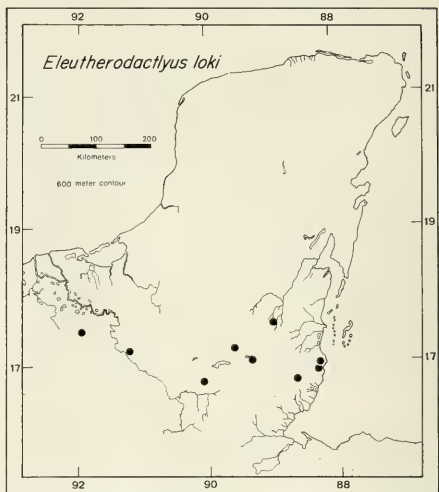 92 90 88
Eleutherodactlyus loki
21 21
0 100 200
Kilometers
600 meter contour
19 19
17 17
92 90 88